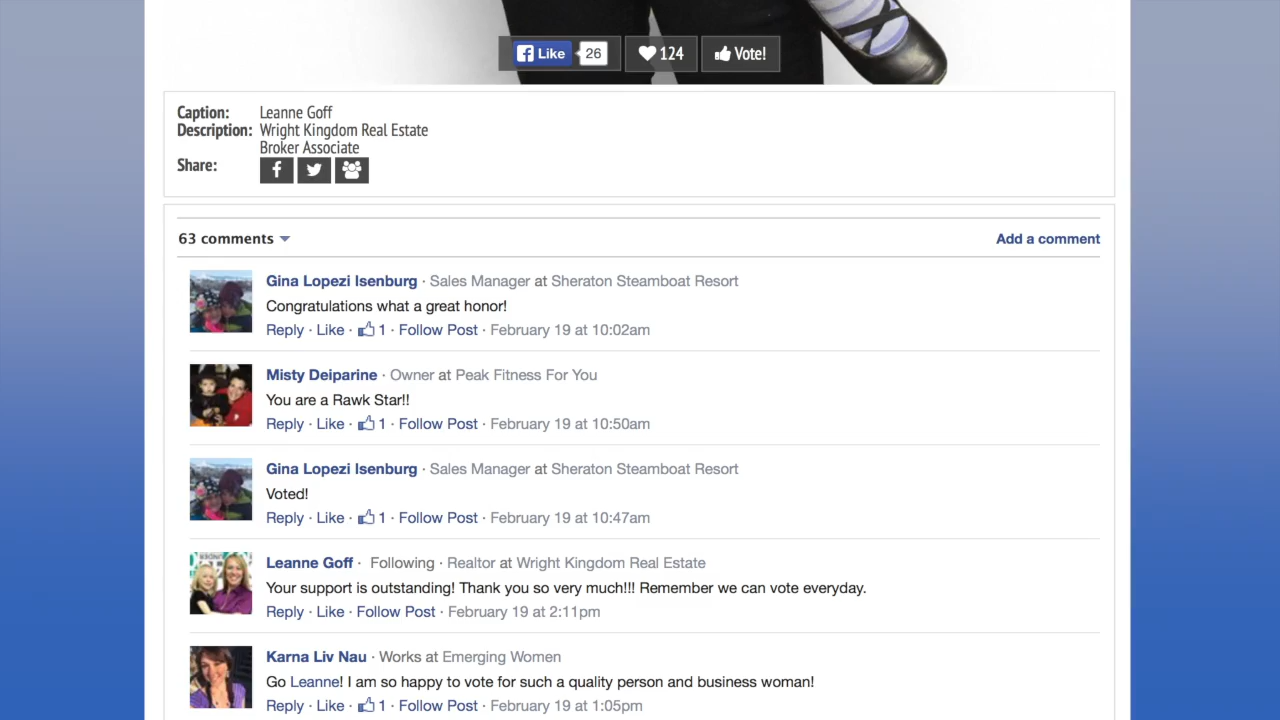 Like 26 124 Vote!
Caption: Leanne Goff
Description: Wright Kingdom Real Estate
Broker Associate
Share:
63 comments Add a comment
Gina Lopezi Isenburg · Sales Manager at Sheraton Steamboat Resort
Congratulations what a great honor!
Reply · Like · 1 · Follow Post · February 19 at 10:02am
Misty Deiparine · Owner at Peak Fitness For You
You are a Rawk Star!!
Reply · Like · 1 · Follow Post · February 19 at 10:50am
Gina Lopezi Isenburg · Sales Manager at Sheraton Steamboat Resort
Voted!
Reply · Like · 1 · Follow Post · February 19 at 10:47am
Leanne Goff · Following · Realtor at Wright Kingdom Real Estate
Your support is outstanding! Thank you so very much!!! Remember we can vote everyday.
Reply · Like · Follow Post · February 19 at 2:11pm
Karna Liv Nau · Works at Emerging Women
Go Leanne! I am so happy to vote for such a quality person and business woman!
Reply · Like · 1 · Follow Post · February 19 at 1:05pm